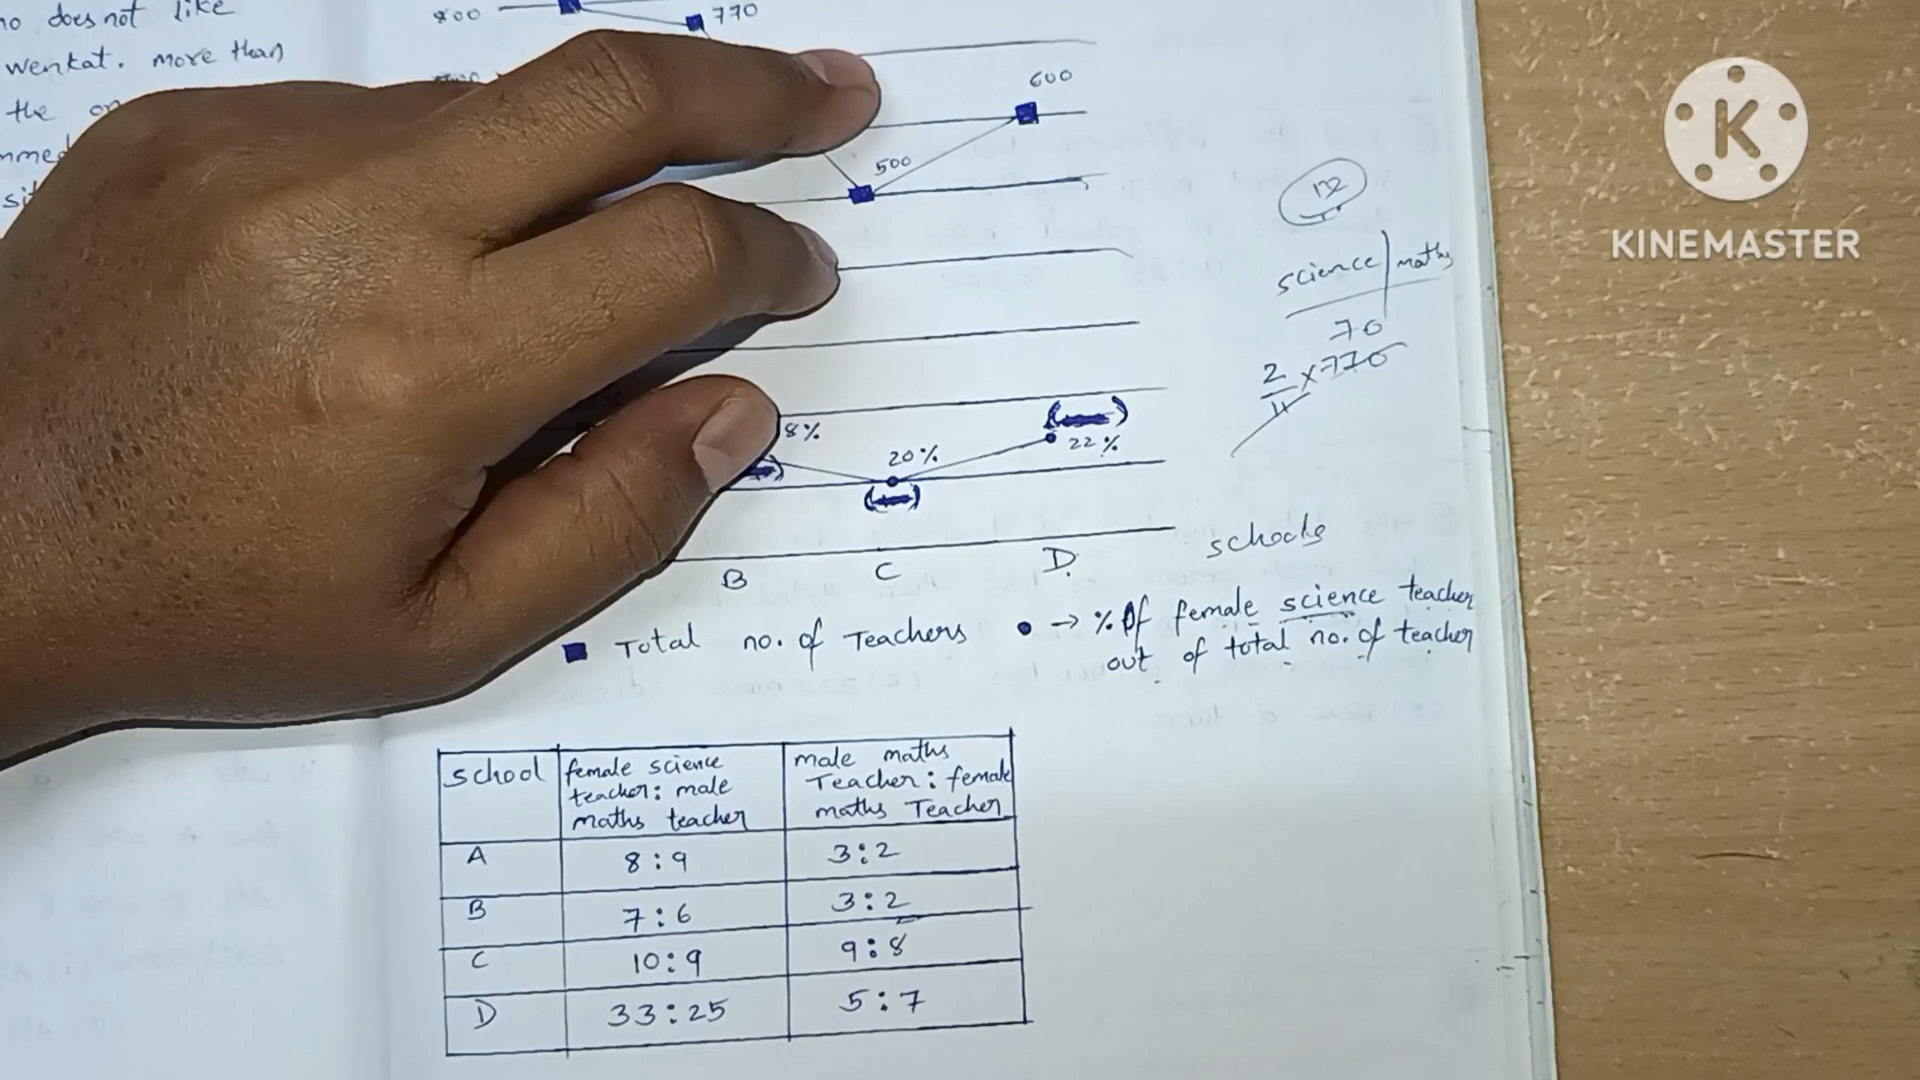 does not like
wenkat. more than
the
800
770
600
500
8%
20%
22%
B
C
D
schools
Total no. of Teachers
→ % of female science teacher
out of total no. of teacher
science | maths
70
2/11 × 770
KINEMASTER
school | female science teacher: male maths teacher | male maths Teacher: female maths Teacher
A | 8:9 | 3:2
B | 7:6 | 3:2
C | 10:9 | 9:8
D | 33:25 | 5:7